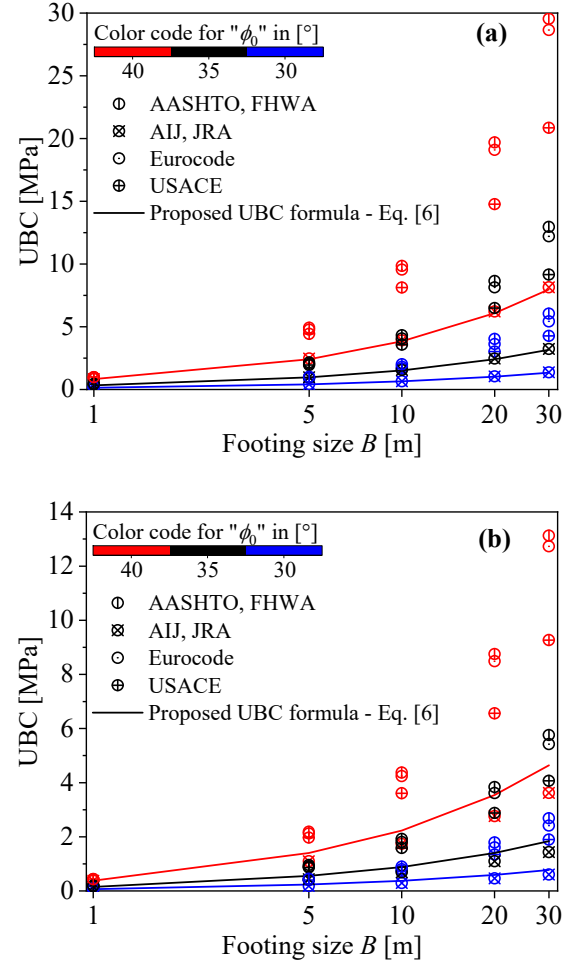 30
25
20
15
10
5
0
UBC [MPa]
(a)
Color code for "ϕ₀" in [°]
40 35 30
AASHTO, FHWA
AIJ, JRA
Eurocode
USACE
Proposed UBC formula - Eq. [6]
1 5 10 20 30
Footing size B [m]
14
12
10
8
6
4
2
0
UBC [MPa]
(b)
Color code for "ϕ₀" in [°]
40 35 30
AASHTO, FHWA
AIJ, JRA
Eurocode
USACE
Proposed UBC formula - Eq. [6]
1 5 10 20 30
Footing size B [m]